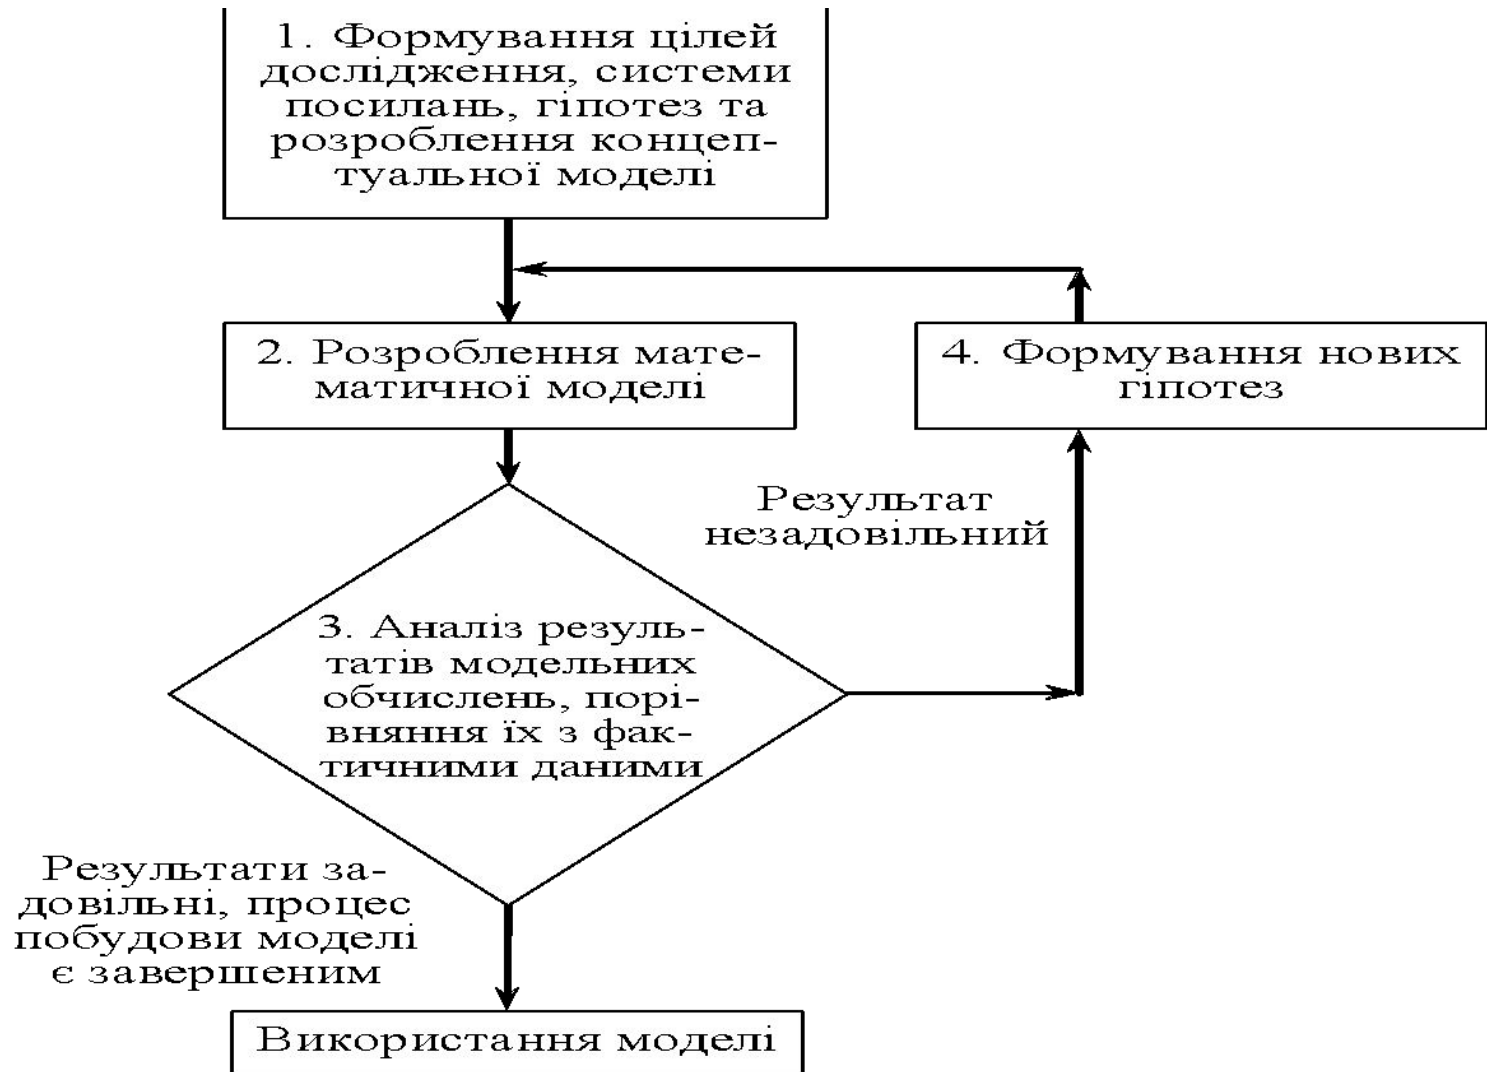 1. Формування цілей
дослідження, системи
посилань, гіпотез та
розроблення концеп-
туальної моделі
2. Розроблення мате-
матичної моделі
4. Формування нових
гіпотез
Результат
незадовільний
3. Аналіз резуль-
татів модельних
обчислень, порі-
вняння їх з фак-
тичними даними
Результати за-
довільні, процес
побудови моделі
є завершеним
Використання моделі